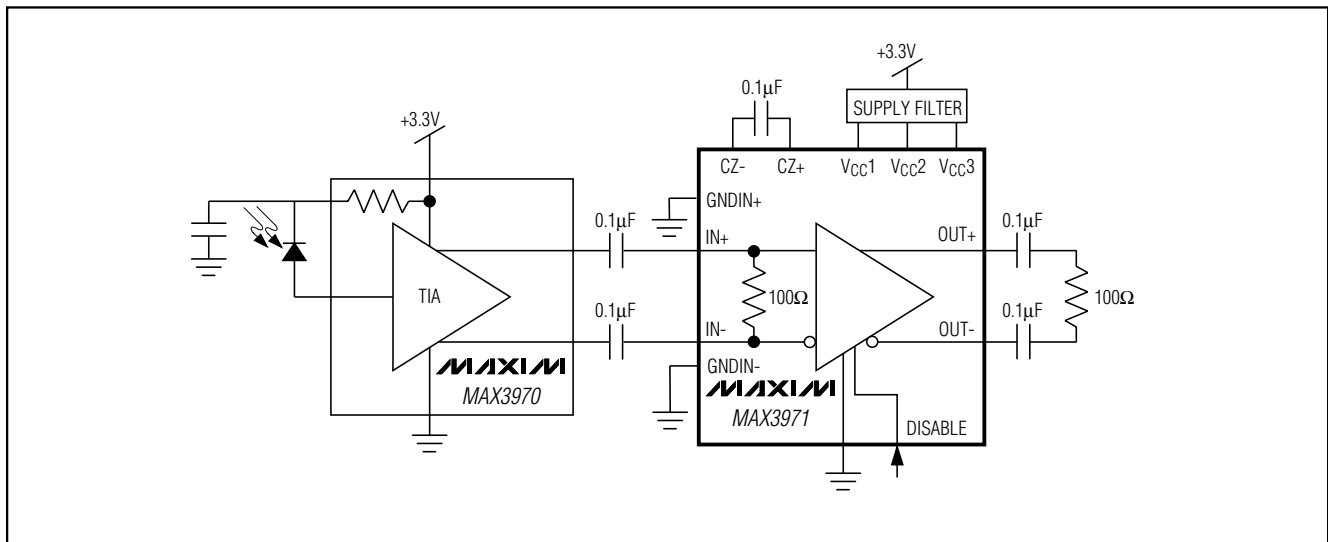 +3.3V
0.1μF
SUPPLY FILTER
+3.3V
CZ-
CZ+
VCC1
VCC2
VCC3
GNDIN+
0.1μF
IN+
OUT+
0.1μF
TIA
100Ω
100Ω
0.1μF
IN-
OUT-
0.1μF
GNDIN-
MAXIM
MAX3970
MAXIM
MAX3971
DISABLE